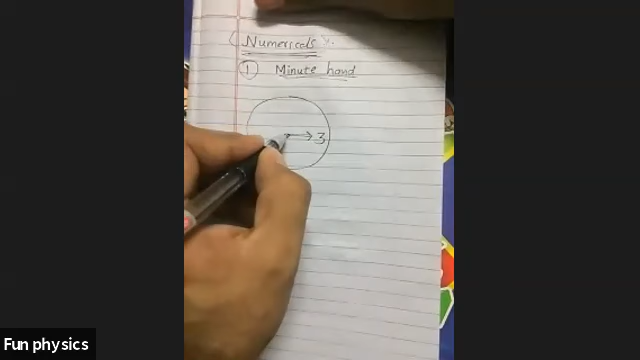 ( Numericals ).
① Minute hand
3
Fun physics